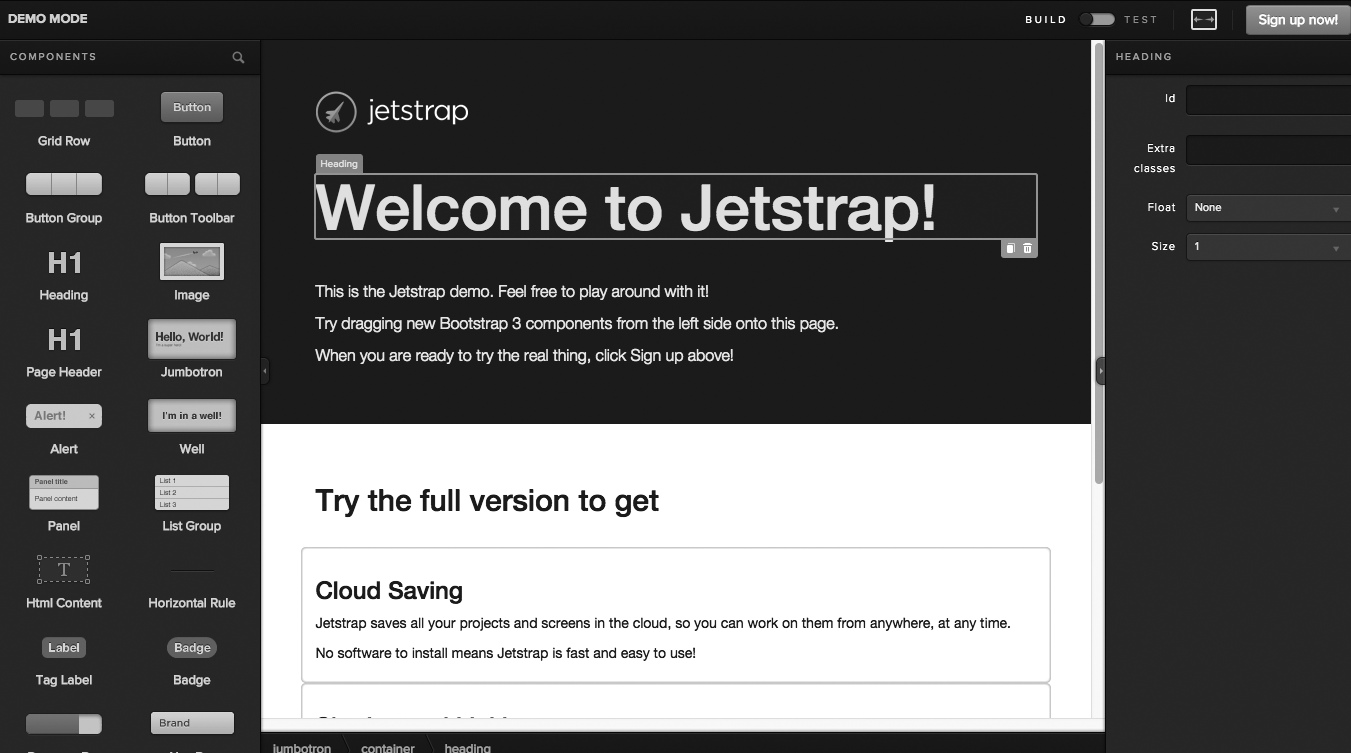 DEMO MODE
BUILD TEST
Sign up now!
COMPONENTS
Grid Row
Button
Button
Button Group
Button Toolbar
H1
Heading
Image
H1
Page Header
Hello, World!
Jumbotron
Alert! ×
Alert
I'm in a well!
Well
Panel title
Panel content
Panel
List 1
List 2
List 3
List Group
T
Html Content
Horizontal Rule
Label
Tag Label
Badge
Badge
Brand
jetstrap
Heading
Welcome to Jetstrap!
This is the Jetstrap demo. Feel free to play around with it!
Try dragging new Bootstrap 3 components from the left side onto this page.
When you are ready to try the real thing, click Sign up above!
Try the full version to get
Cloud Saving
Jetstrap saves all your projects and screens in the cloud, so you can work on them from anywhere, at any time.
No software to install means Jetstrap is fast and easy to use!
jumbotron container heading
HEADING
Id
Extra
classes
Float None
Size 1